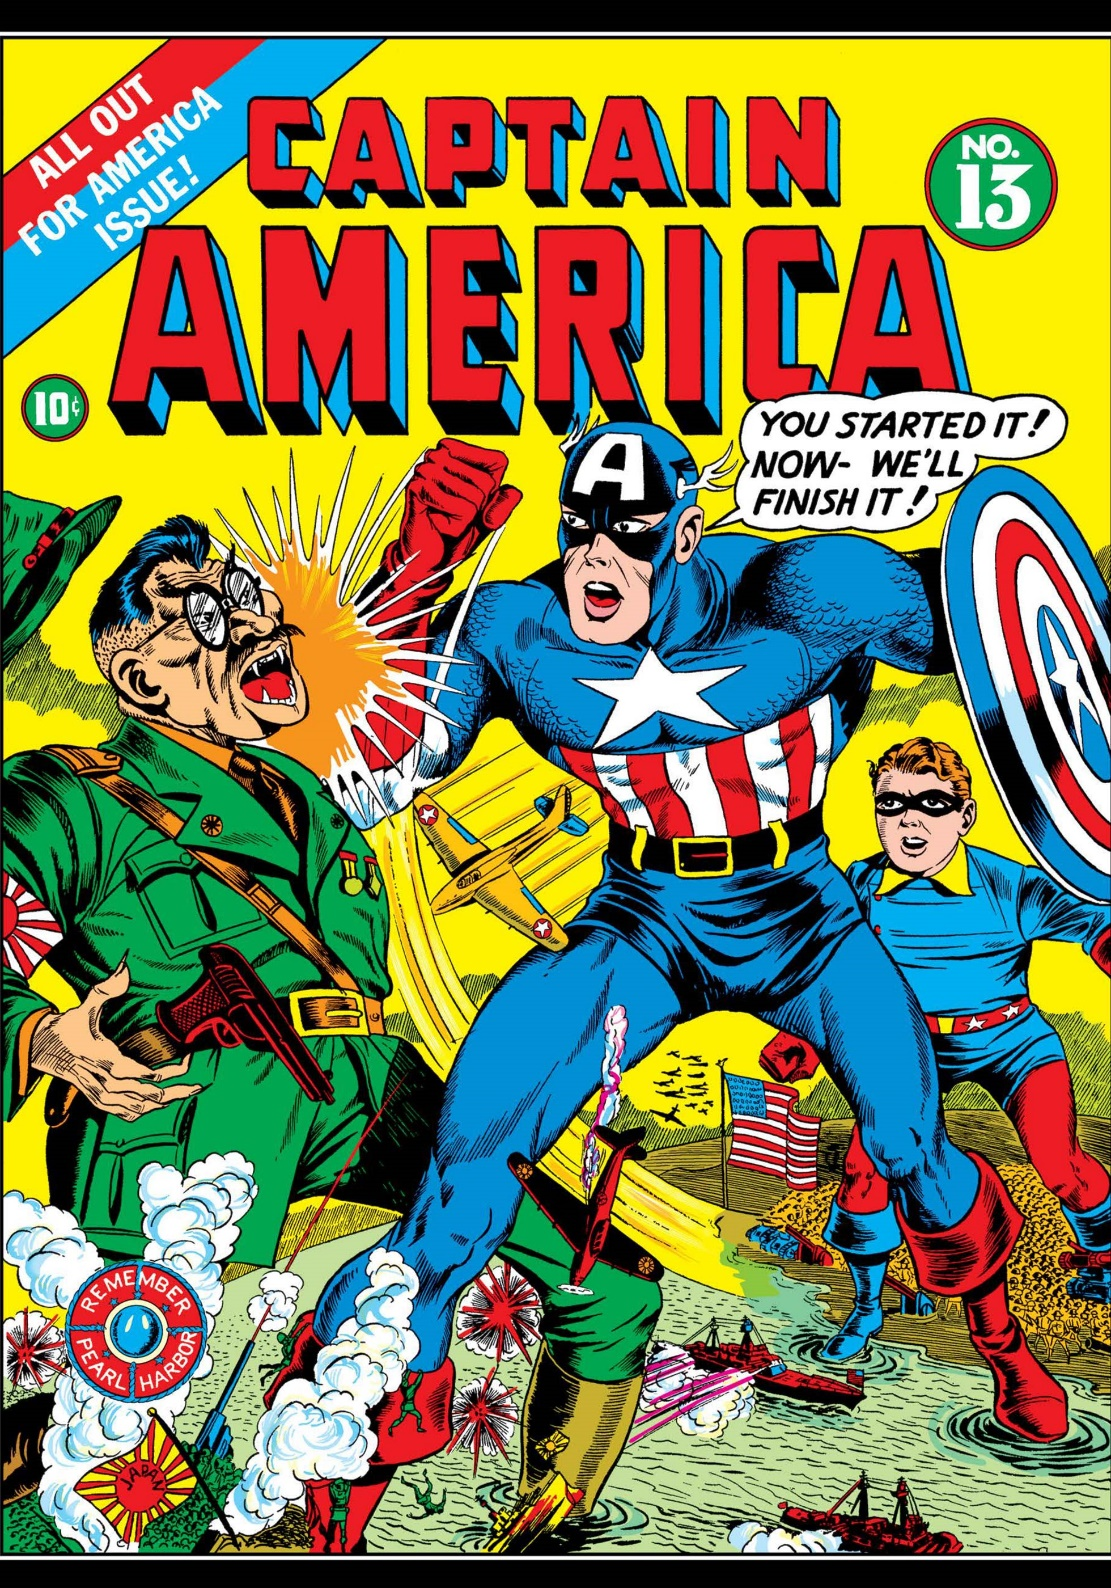 ALL OUT
FOR AMERICA
ISSUE!
CAPTAIN
AMERICA
NO.
13
10¢
YOU STARTED IT!
NOW- WE'LL
FINISH IT!
A
REMEMBER
PEARL HARBOR
JAPAN